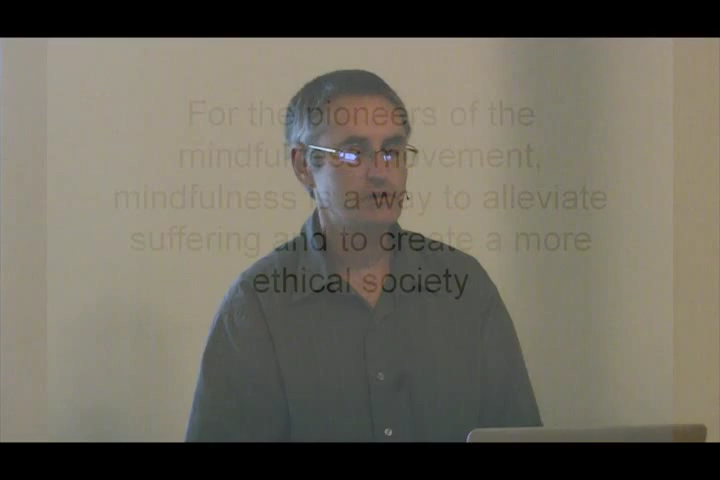 For the pioneers of the
mindfulness movement,
mindfulness is a way to alleviate
suffering and to create a more
ethical society